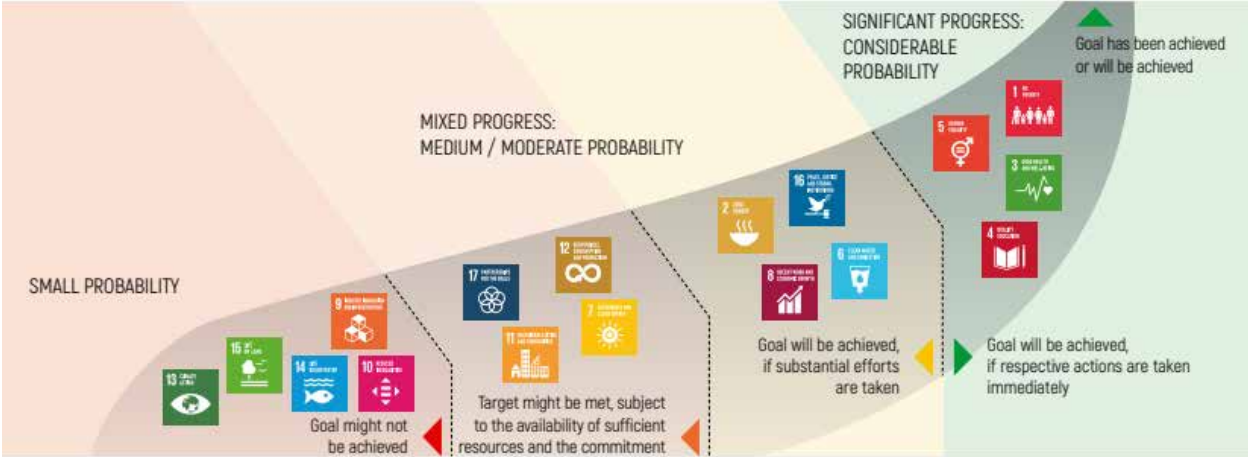 SIGNIFICANT PROGRESS:
CONSIDERABLE
PROBABILITY
Goal has been achieved
or will be achieved
MIXED PROGRESS:
MEDIUM / MODERATE PROBABILITY
SMALL PROBABILITY
1
5
3
4
16
2
6
8
12
17
7
11
9
15
14
10
13
Goal will be achieved,
if substantial efforts
are taken
Goal will be achieved,
if respective actions are taken
immediately
Target might be met, subject
to the availability of sufficient
resources and the commitment
Goal might not
be achieved